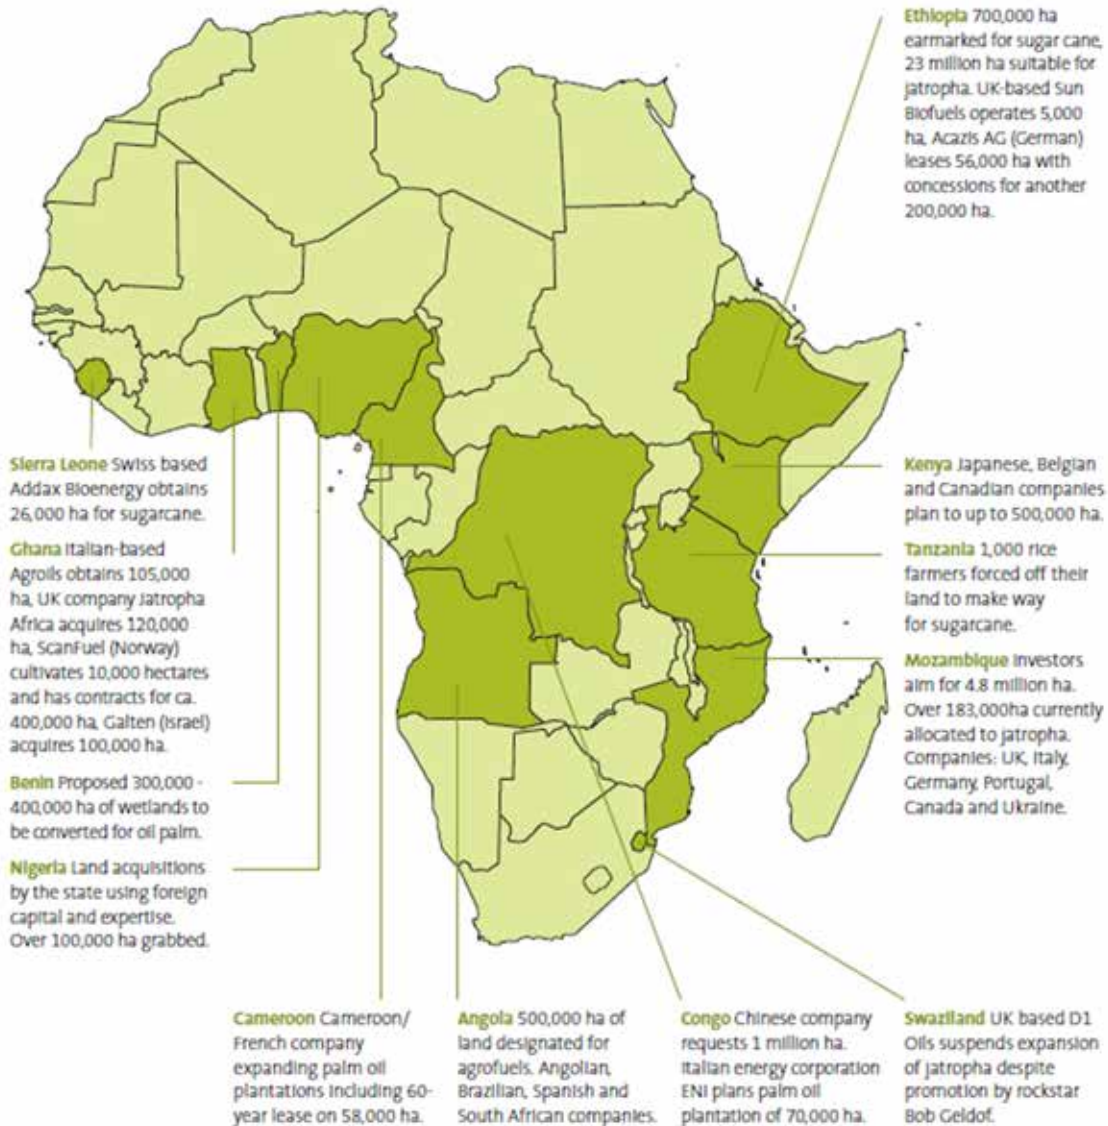 Ethiopia 700,000 ha
earmarked for sugar cane,
23 million ha suitable for
jatropha. UK-based Sun
Biofuels operates 5,000
ha, Acazis AG (German)
leases 56,000 ha with
concessions for another
200,000 ha.
Sierra Leone Swiss based
Addax Bioenergy obtains
26,000 ha for sugarcane.
Ghana Italian-based
Agroils obtains 105,000
ha, UK company Jatropha
Africa acquires 120,000
ha, ScanFuel (Norway)
cultivates 10,000 hectares
and has contracts for ca.
400,000 ha, Galten (Israel)
acquires 100,000 ha.
Benin Proposed 300,000 -
400,000 ha of wetlands to
be converted for oil palm.
Nigeria Land acquisitions
by the state using foreign
capital and expertise.
Over 100,000 ha grabbed.
Kenya Japanese, Belgian
and Canadian companies
plan to up to 500,000 ha.
Tanzania 1,000 rice
farmers forced off their
land to make way
for sugarcane.
Mozambique Investors
aim for 4.8 million ha.
Over 183,000ha currently
allocated to jatropha.
Companies: UK, Italy,
Germany, Portugal,
Canada and Ukraine.
Cameroon Cameroon/
French company
expanding palm oil
plantations including 60-
year lease on 58,000 ha.
Angola 500,000 ha of
land designated for
agrofuels. Angolian,
Brazilian, Spanish and
South African companies.
Congo Chinese company
requests 1 million ha.
Italian energy corporation
ENI plans palm oil
plantation of 70,000 ha.
Swaziland UK based D1
Oils suspends expansion
of jatropha despite
promotion by rockstar
Bob Geldof.